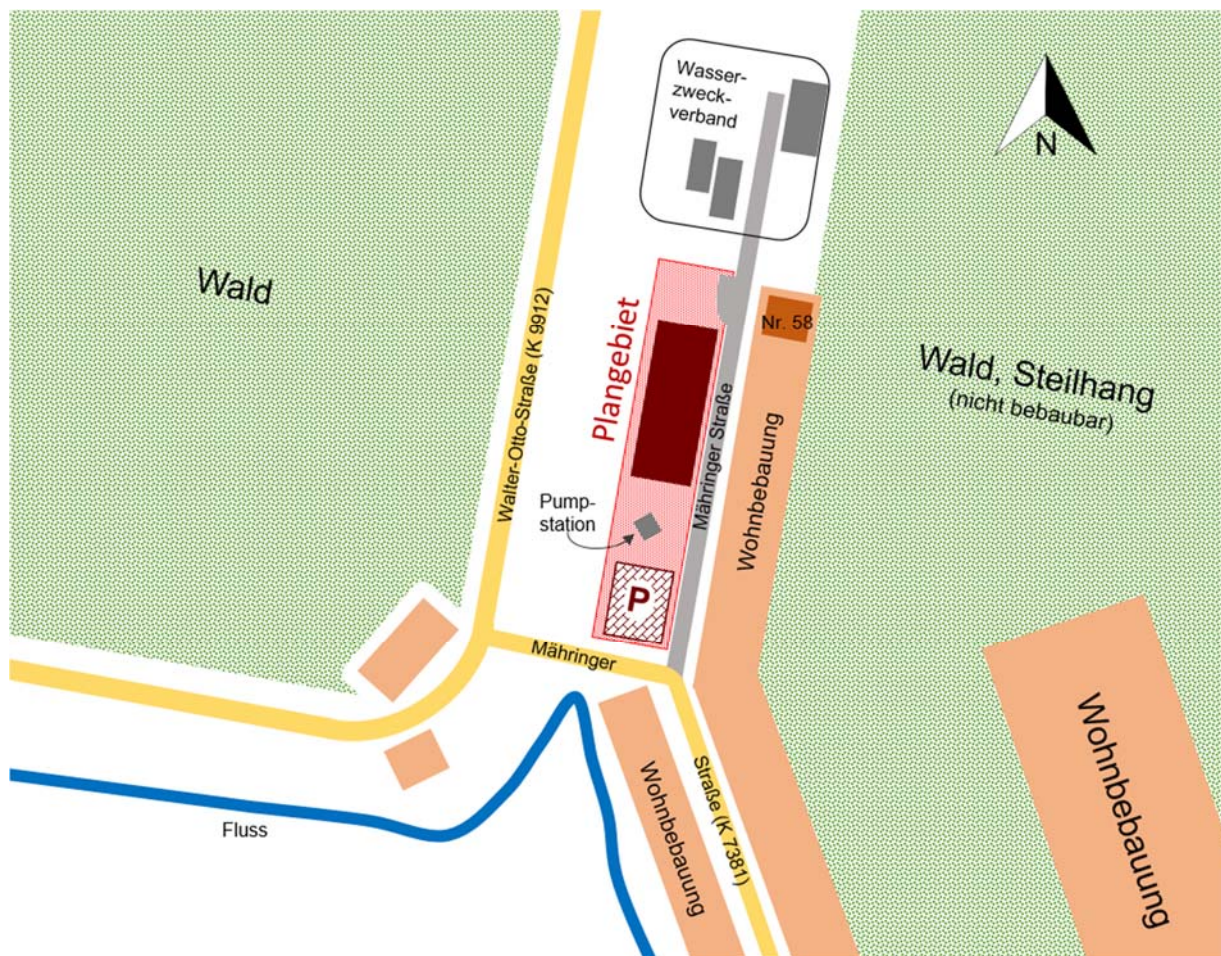 Wasser-
zweck-
verband
N
Wald
Walter-Otto-Straße (K 9912)
Plangebiet
Nr. 58
Mähringer Straße
Wald, Steilhang
(nicht bebaubar)
Wohnbebauung
Pump-
station
P
Mähringer
Straße (K 7381)
Wohnbebauung
Wohnbebauung
Fluss